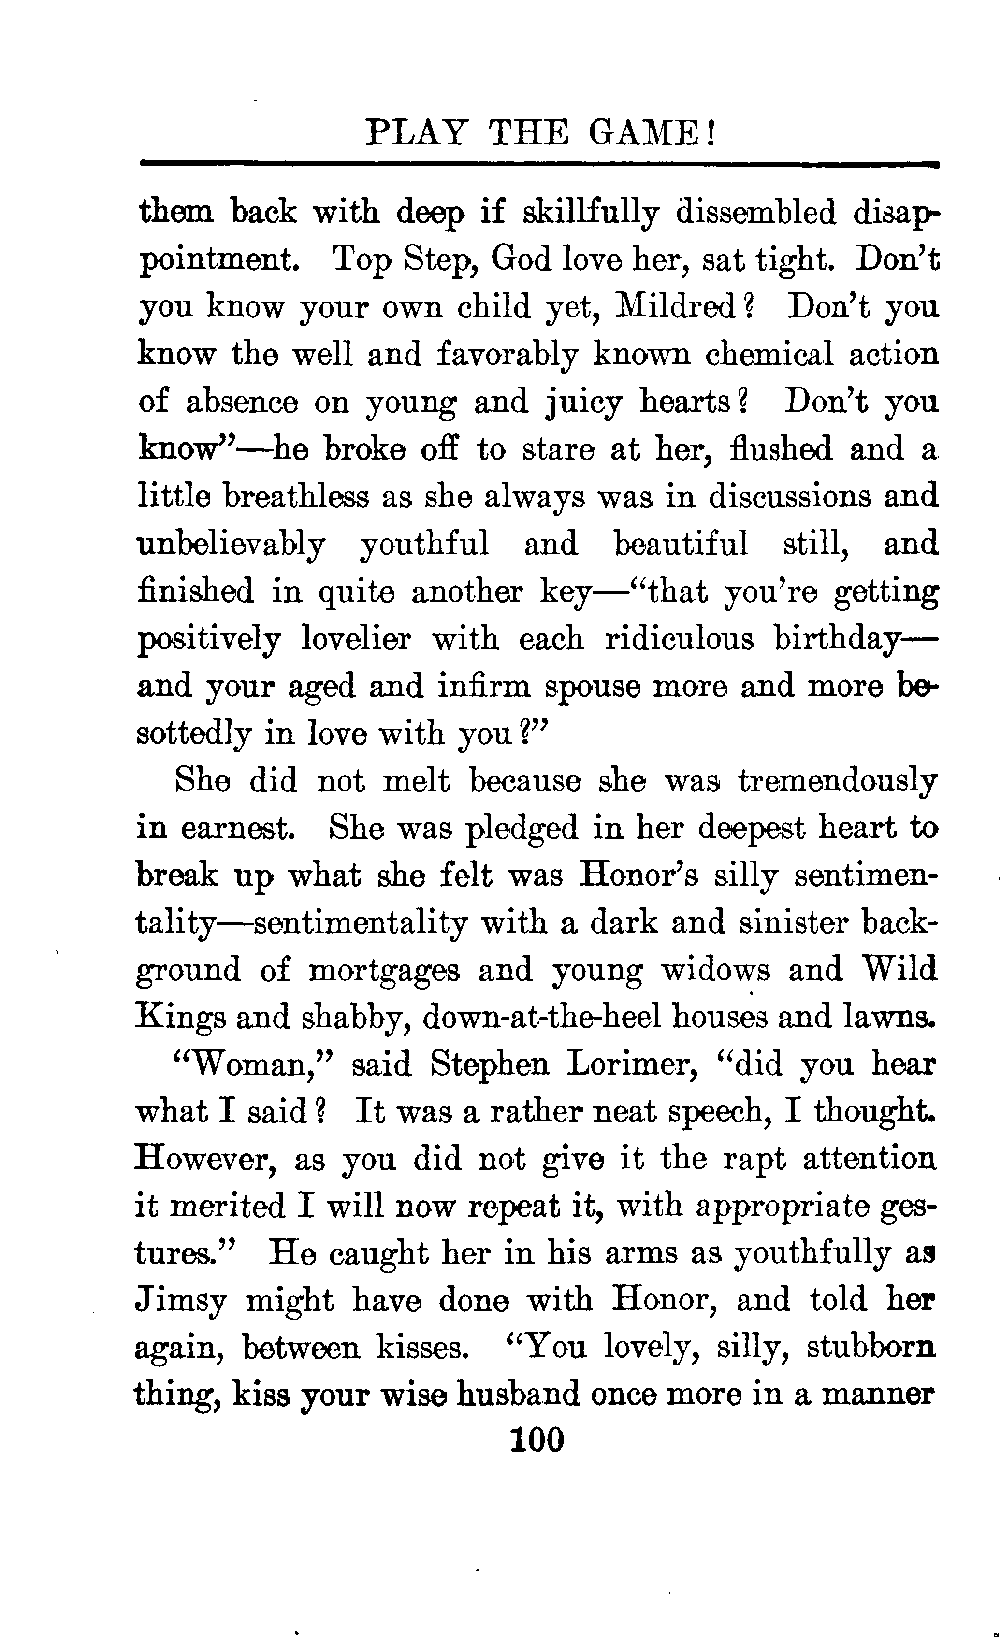 PLAY THE GAME!
them back with deep if skillfully dissembled disap-
pointment. Top Step, God love her, sat tight. Don't
you know your own child yet, Mildred? Don't you
know the well and favorably known chemical action
of absence on young and juicy hearts? Don't you
know"—he broke off to stare at her, flushed and a
little breathless as she always was in discussions and
unbelievably youthful and beautiful still, and
finished in quite another key—"that you're getting
positively lovelier with each ridiculous birthday—
and your aged and infirm spouse more and more be-
sottedly in love with you?"
She did not melt because she was tremendously
in earnest. She was pledged in her deepest heart to
break up what she felt was Honor's silly sentimen-
tality—sentimentality with a dark and sinister back-
ground of mortgages and young widows and Wild
Kings and shabby, down-at-the-heel houses and lawns.
"Woman," said Stephen Lorimer, "did you hear
what I said? It was a rather neat speech, I thought.
However, as you did not give it the rapt attention
it merited I will now repeat it, with appropriate ges-
tures." He caught her in his arms as youthfully as
Jimsy might have done with Honor, and told her
again, between kisses. "You lovely, silly, stubborn
thing, kiss your wise husband once more in a manner
100